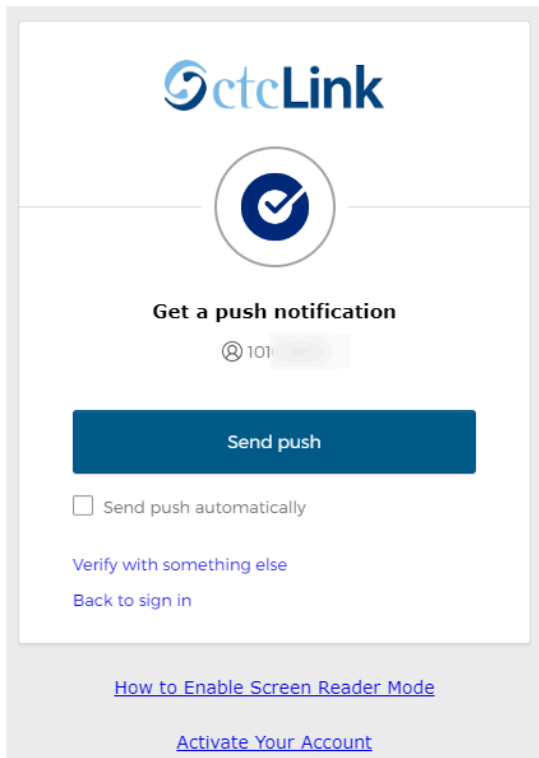 ctcLink
Get a push notification
101
Send push
Send push automatically
Verify with something else
Back to sign in
How to Enable Screen Reader Mode
Activate Your Account